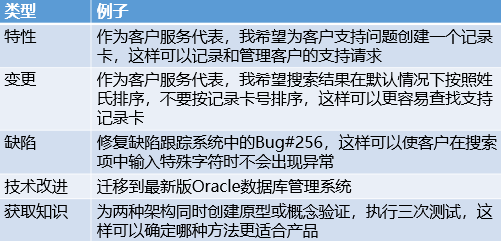 类型 例子
特性 作为客户服务代表，我希望为客户支持问题创建一个记录
卡，这样可以记录和管理客户的支持请求
变更 作为客户服务代表，我希望搜索结果在默认情况下按照姓
氏排序，不要按记录卡号排序，这样可以更容易查找支持
记录卡
缺陷 修复缺陷跟踪系统中的Bug#256，这样可以使客户在搜索
项中输入特殊字符时不会出现异常
技术改进 迁移到最新版Oracle数据库管理系统
获取知识 为两种架构同时创建原型或概念验证，执行三次测试，这
样可以确定哪种方法更适合产品